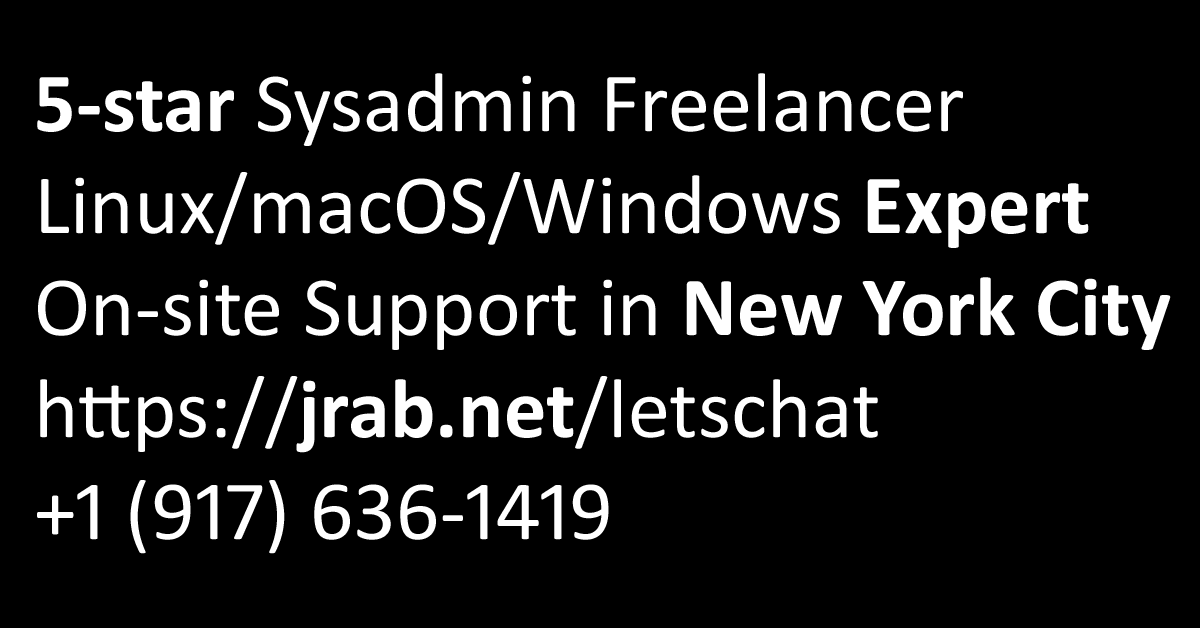 5-star Sysadmin Freelancer
Linux/macOS/Windows Expert
On-site Support in New York City
https://jrab.net/letschat
+1 (917) 636-1419